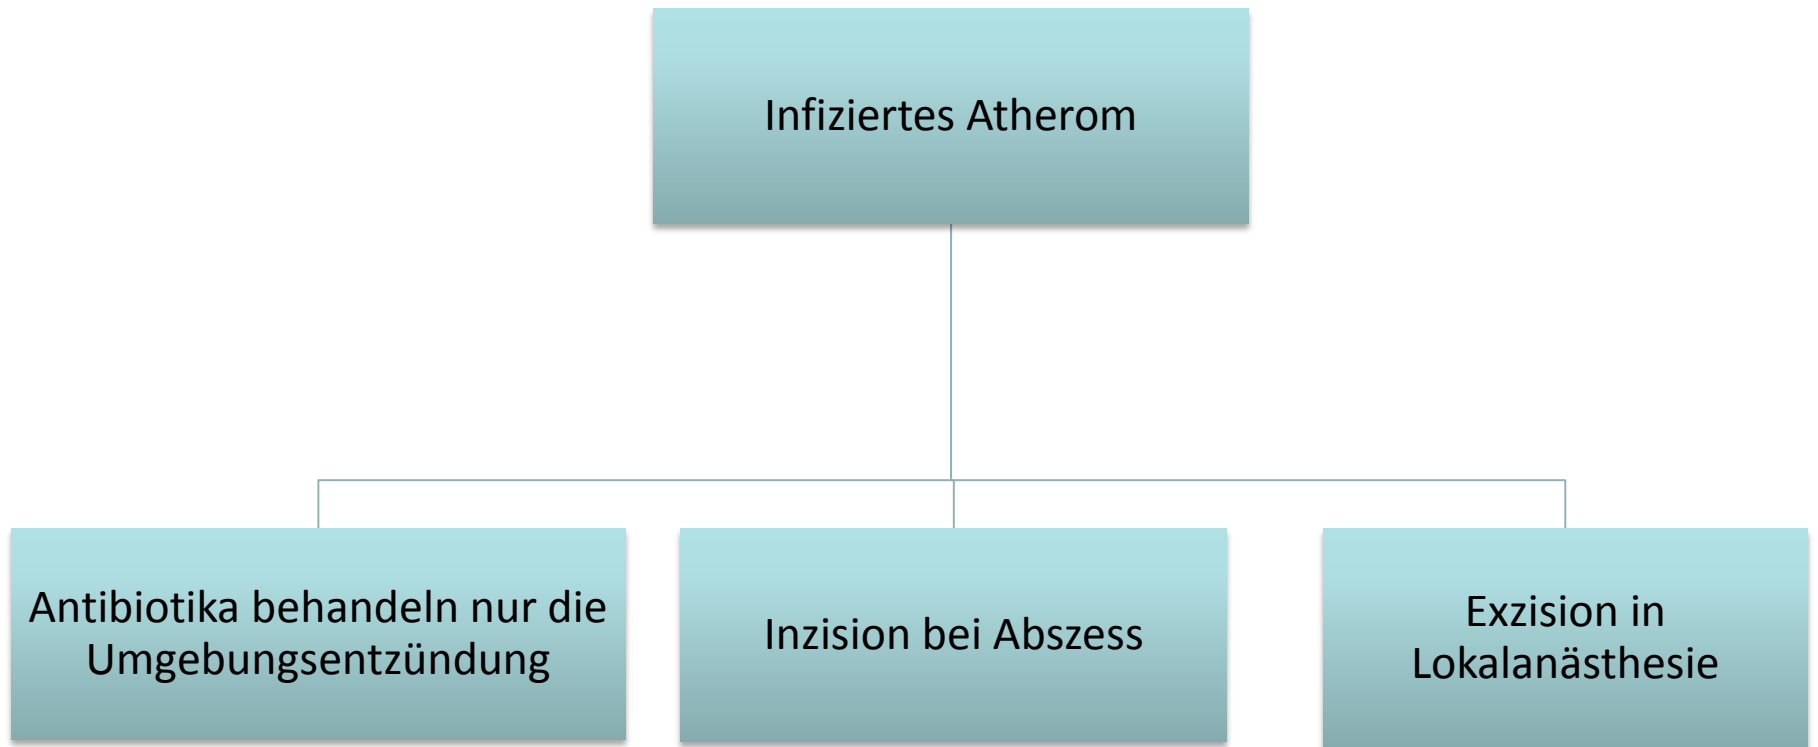 Infiziertes Atherom
Antibiotika behandeln nur die
Umgebungsentzündung
Inzision bei Abszess
Exzision in
Lokalanästhesie